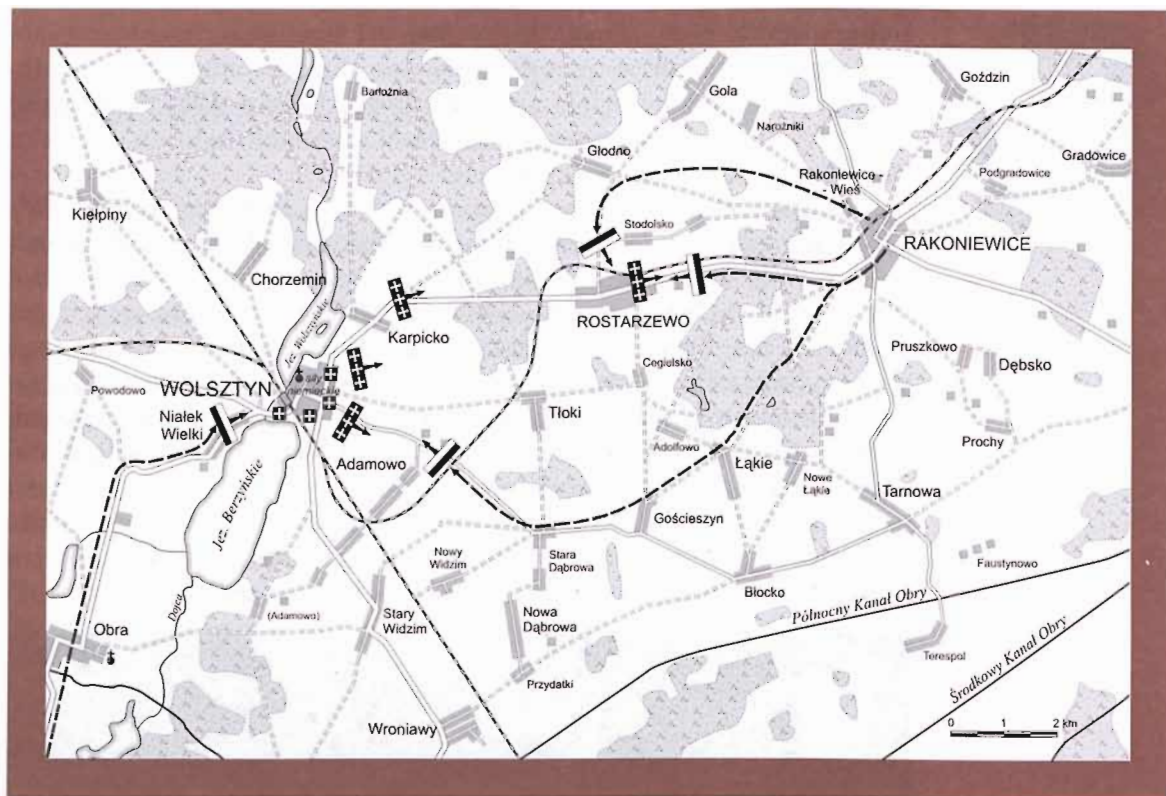 Barłożnia
Gola
Goździn
Narożniki
Głodno
Gradowice
Rakoniewice -
- Wieś
Podgradowice
Kiełpiny
Stodolsko
RAKONIEWICE
Chorzemin
Jez. Wolsztyńskie
ROSTARZEWO
Karpicko
Pruszkowo
Dębsko
Cegielsko
Powodowo
WOLSZTYN
siły
niemieckie
Niałek
Wielki
Tłoki
Adolfowo
Prochy
Adamowo
Łąkie
Nowe
Łąkie
Jez. Berzyńskie
Tarnowa
Gościeszyn
Nowy
Widzim
Stara
Dąbrowa
Faustynowo
Błocko
Dojca
(Adamowo)
Północny Kanał Obry
Stary
Widzim
Nowa
Dąbrowa
Obra
Terespol
Środkowy Kanał Obry
Przydatki
Wroniawy
0 1 2 km